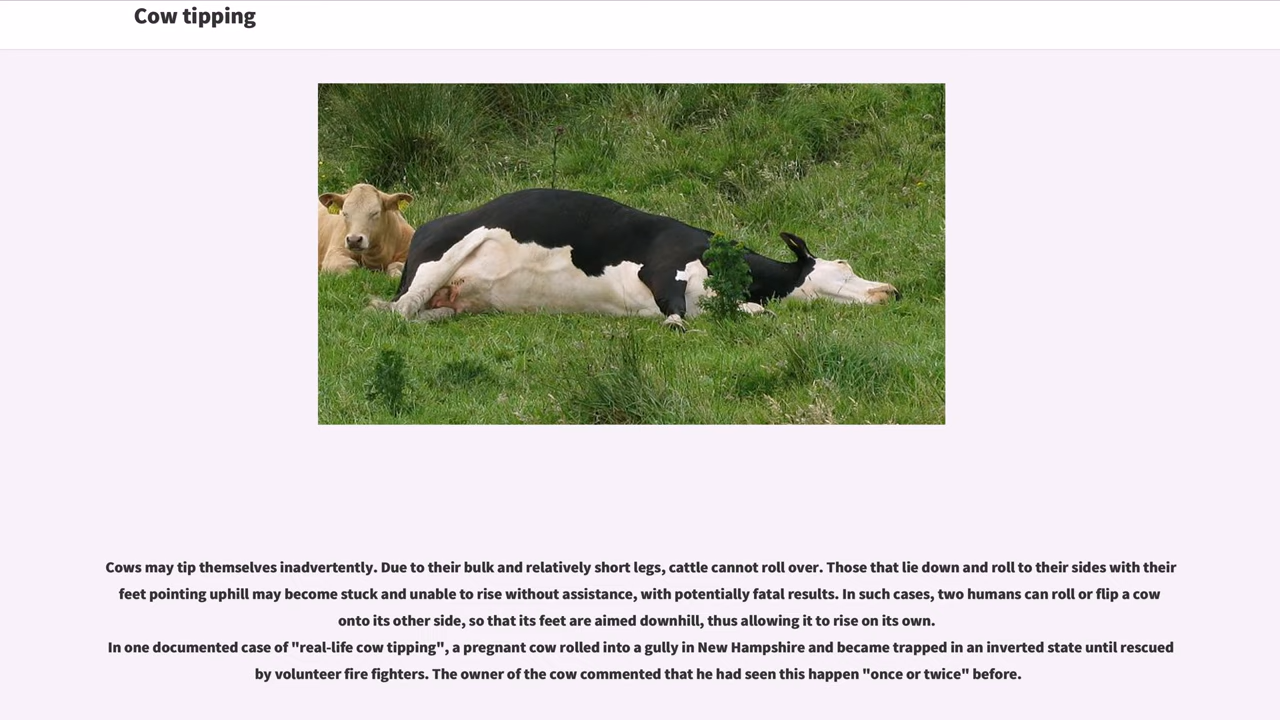 Cow tipping
Cows may tip themselves inadvertently. Due to their bulk and relatively short legs, cattle cannot roll over. Those that lie down and roll to their sides with their
feet pointing uphill may become stuck and unable to rise without assistance, with potentially fatal results. In such cases, two humans can roll or flip a cow
onto its other side, so that its feet are aimed downhill, thus allowing it to rise on its own.
In one documented case of "real-life cow tipping", a pregnant cow rolled into a gully in New Hampshire and became trapped in an inverted state until rescued
by volunteer fire fighters. The owner of the cow commented that he had seen this happen "once or twice" before.